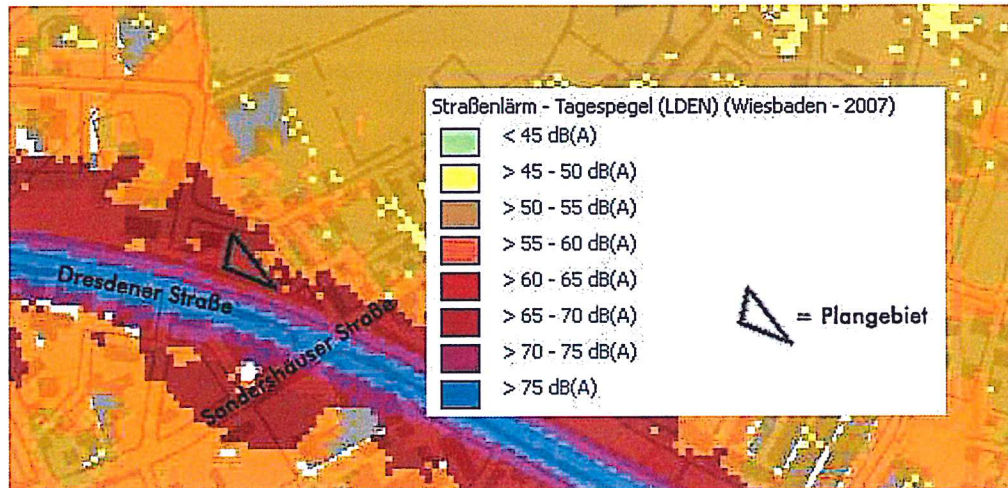 Straßenlärm - Tagespegel (LDEN) (Wiesbaden - 2007)
< 45 dB(A)
> 45 - 50 dB(A)
> 50 - 55 dB(A)
> 55 - 60 dB(A)
> 60 - 65 dB(A)
> 65 - 70 dB(A)
> 70 - 75 dB(A)
> 75 dB(A)
= Plangebiet
Dresdener Straße
Sondershäuser Straße